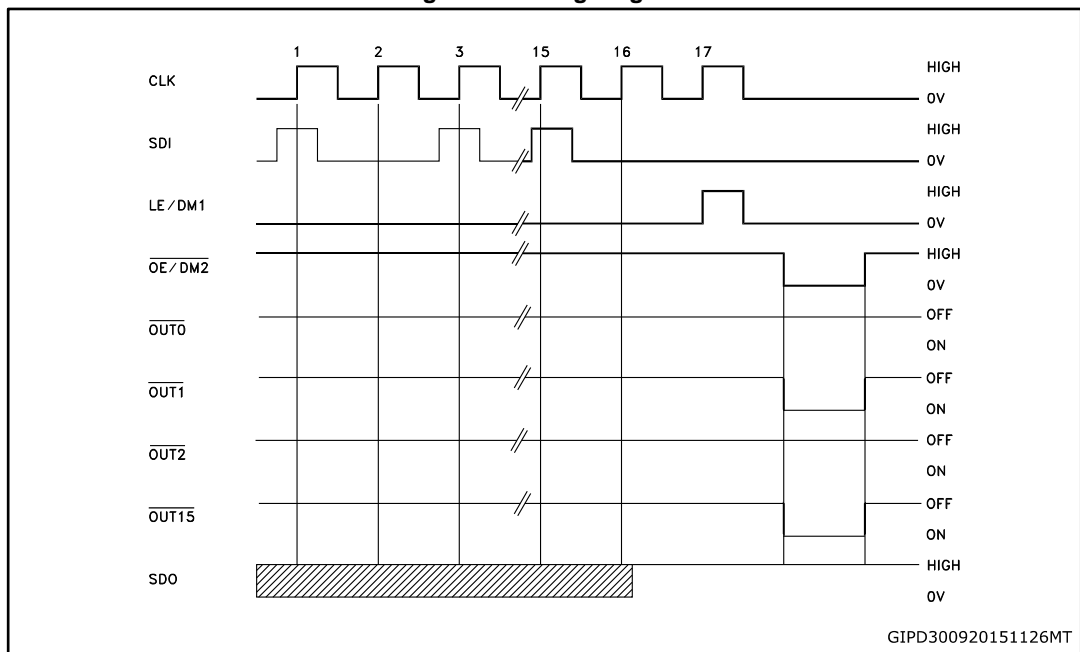 1 2 3 15 16 17
CLK HIGH
0V
SDI HIGH
0V
LE/DM1 HIGH
0V
OE/DM2 HIGH
0V
OUT0 OFF
ON
OUT1 OFF
ON
OUT2 OFF
ON
OUT15 OFF
ON
SDO HIGH
0V
GIPD300920151126MT